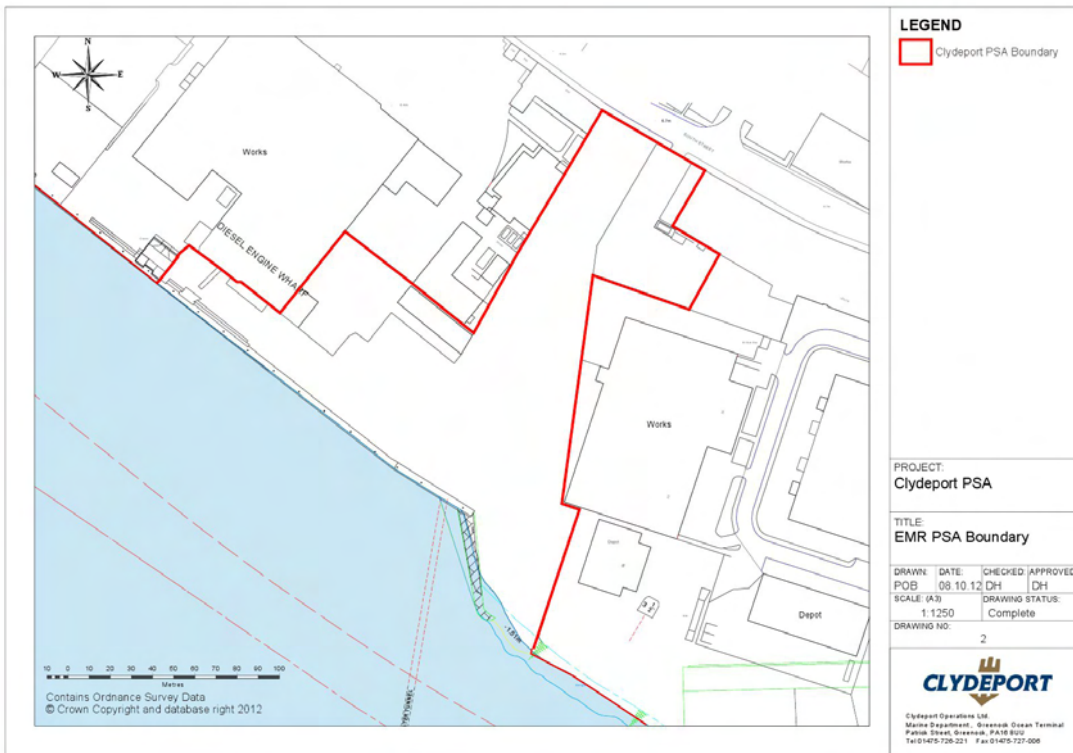 N
W E
S
Works
DIESEL ENGINE WHARF
SOUTH STREET
Works
Depot
10 0 10 20 30 40 50 60 70 80 90 100
Metres
Contains Ordnance Survey Data
© Crown Copyright and database right 2012
LEGEND
Clydeport PSA Boundary
PROJECT:
Clydeport PSA
TITLE:
EMR PSA Boundary
DRAWN: DATE: CHECKED: APPROVED
POB 08.10.12 DH DH
SCALE: (A3) DRAWING STATUS:
1:1250 Complete
DRAWING NO:
2
CLYDEPORT
Clydeport Operations Ltd.
Marine Department, Greenock Ocean Terminal
Patrick Street, Greenock, PA16 8UU
Tel 01475-726-221 Fax 01475-727-006